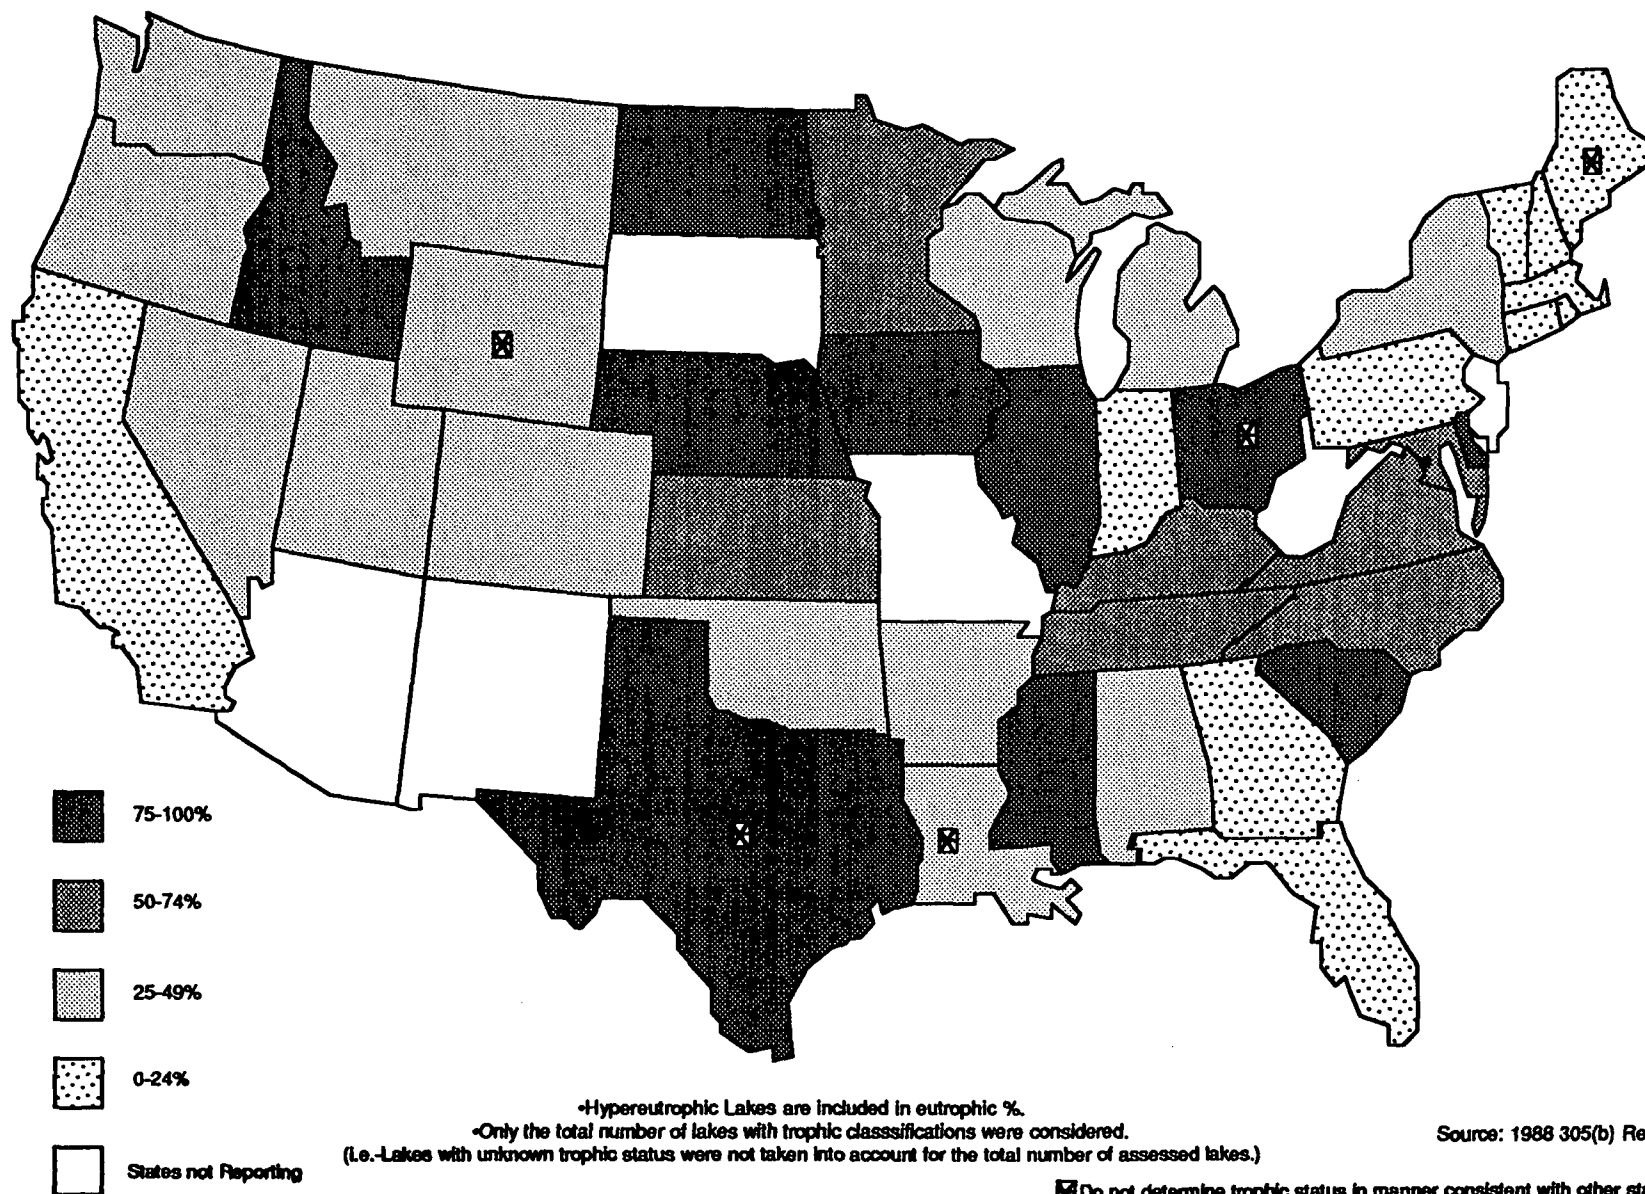 75-100%
50-74%
25-49%
0-24%
States not Reporting
•Hypereutrophic Lakes are included in eutrophic %.
•Only the total number of lakes with trophic classsifications were considered.
(i.e.-Lakes with unknown trophic status were not taken into account for the total number of assessed lakes.)
Source: 1988 305(b) Re
Do not determine trophic status in manner consistent with other sta